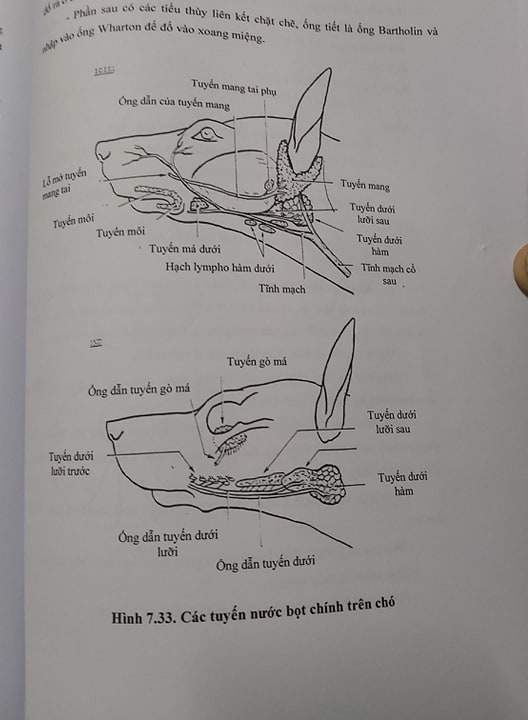 - Phần sau có các tiểu thùy liên kết chặt chẽ, ống tiết là ống Bartholin và
nhập vào ống Wharton để đổ vào xoang miệng.
Tuyến mang tai phụ
Ống dẫn của tuyến mang
Lỗ mở tuyến
mang tai
Tuyến mang
Tuyến môi
Tuyến môi
Tuyến dưới
lưỡi sau
Tuyến má dưới
Tuyến dưới
hàm
Hạch lympho hàm dưới
Tĩnh mạch cổ
sau
Tĩnh mạch
Tuyến gò má
Ống dẫn tuyến gò má
Tuyến dưới
lưỡi sau
Tuyến dưới
lưỡi trước
Tuyến dưới
hàm
Ống dẫn tuyến dưới
lưỡi
Ống dẫn tuyến dưới
Hình 7.33. Các tuyến nước bọt chính trên chó